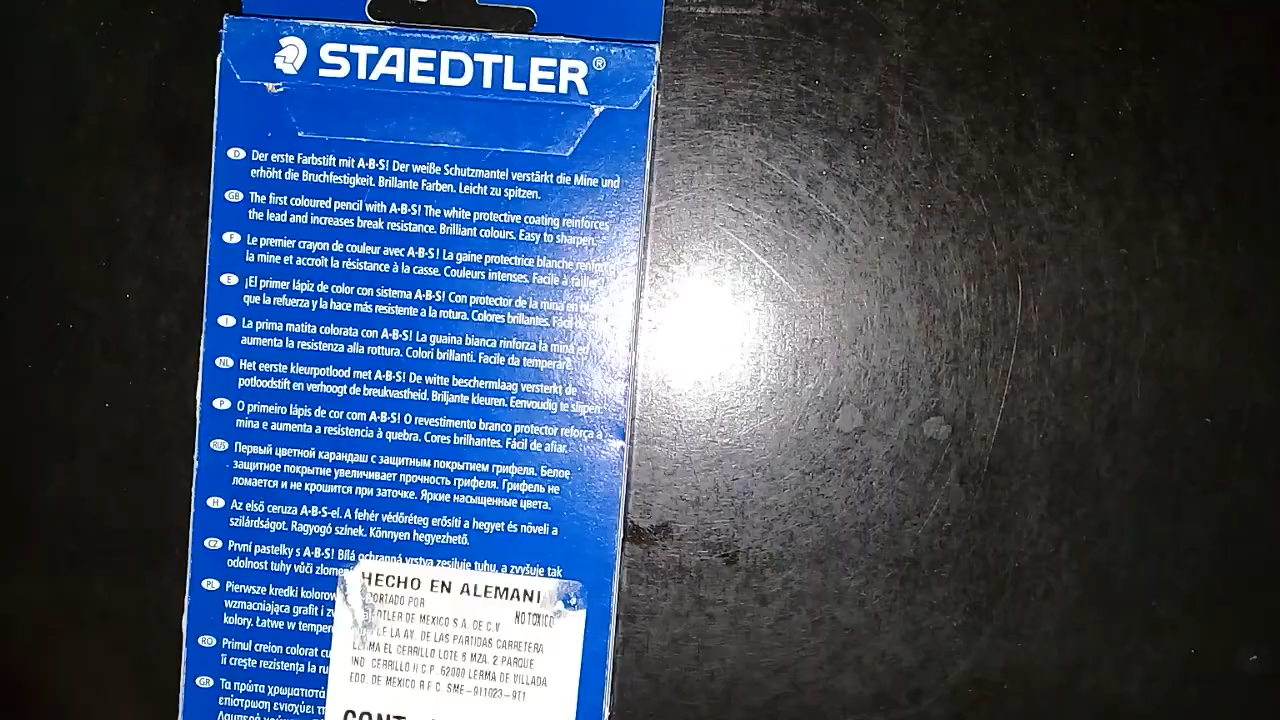 STAEDTLER®
D Der erste Farbstift mit A·B·S! Der weiße Schutzmantel verstärkt die Mine und
erhöht die Bruchfestigkeit. Brillante Farben. Leicht zu spitzen.
GB The first coloured pencil with A·B·S! The white protective coating reinforces
the lead and increases break resistance. Brilliant colours. Easy to sharpen.
F Le premier crayon de couleur avec A·B·S! La gaine protectrice blanche
la mine et accroît la résistance à la casse. Couleurs intenses. Facile à
E ¡El primer lápiz de color con sistema A·B·S! Con protector de la mina en
que la refuerza y la hace más resistente a la rotura. Colores brillantes.
I La prima matita colorata con A·B·S! La guaina bianca rinforza la mina ed
aumenta la resistenza alla rottura. Colori brillanti. Facile da temperare.
NL Het eerste kleurpotlood met A·B·S! De witte beschermlaag versterkt de
potloodstift en verhoogt de breukvastheid. Briljante kleuren. Eenvoudig te slijpen.
P O primeiro lápis de cor com A·B·S! O revestimento branco protector reforça a
mina e aumenta a resistencia à quebra. Cores brilhantes. Fácil de afiar.
RUS Первый цветной карандаш с защитным покрытием грифеля. Белое
защитное покрытие увеличивает прочность грифеля. Грифель не
ломается и не крошится при заточке. Яркие насыщенные цвета.
H Az első ceruza A·B·S-el. A fehér védőréteg erősíti a hegyet és növeli a
szilárdságot. Ragyogó színek. Könnyen hegyezhető.
CZ První pastelky s A·B·S! Bílá ochranná vrstva zesiluje tuhu, a zvyšuje tak
odolnost tuhy vůči
PL Pierwsze kredki
wzmacniająca grafit i
kolory. Łatwe w
RO Primul creion colorat
îi crește rezistența la
GR Τα πρώτα χρωματιστά
επίστρωση ενισχύει
HECHO EN
POR
NO TOXICO
DE MEXICO S.A. DE C.V
LA AV. DE LAS PARTIDAS CARRETERA
LERMA EL CERRILLO LOTE 6 MZA. 2 PARQUE
IND. CERRILLO II C.P. 52000 LERMA DE VILLADA
EDO. DE MEXICO R F C. SME-911023-9T1